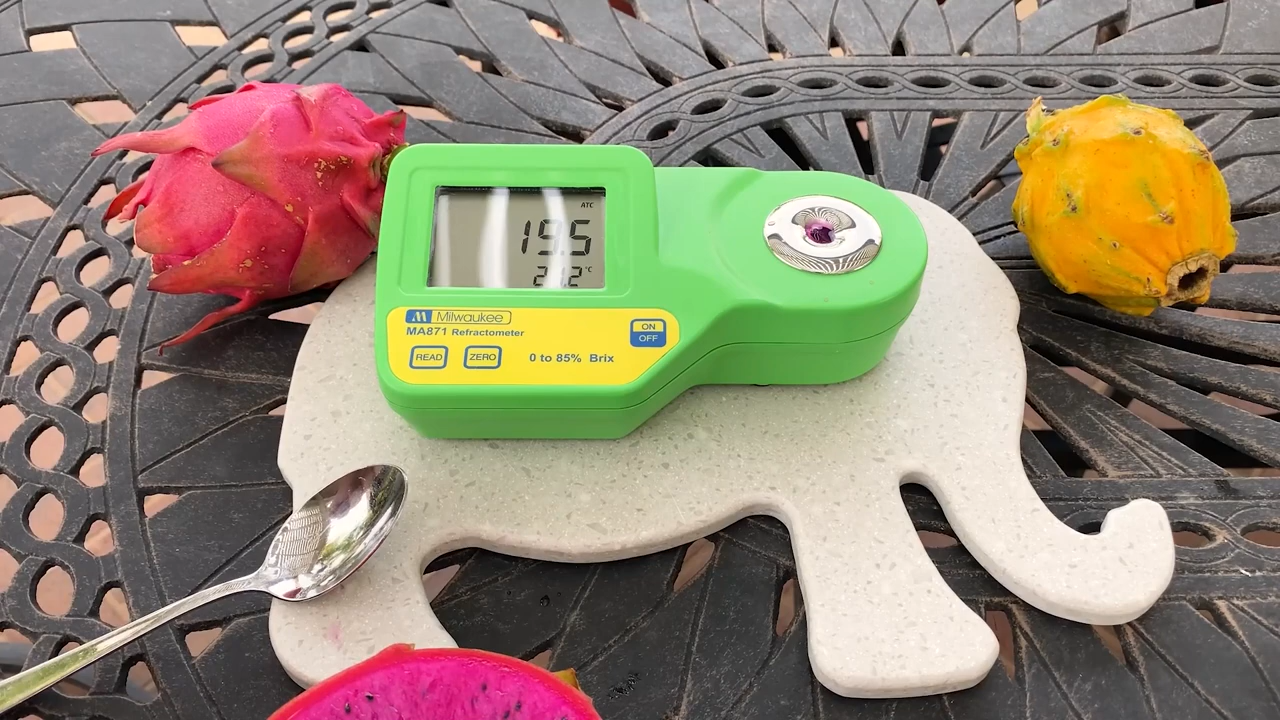 ATC
19.5
21.2 °C
Milwaukee
MA871 Refractometer
READ ZERO 0 to 85% Brix
ON
OFF